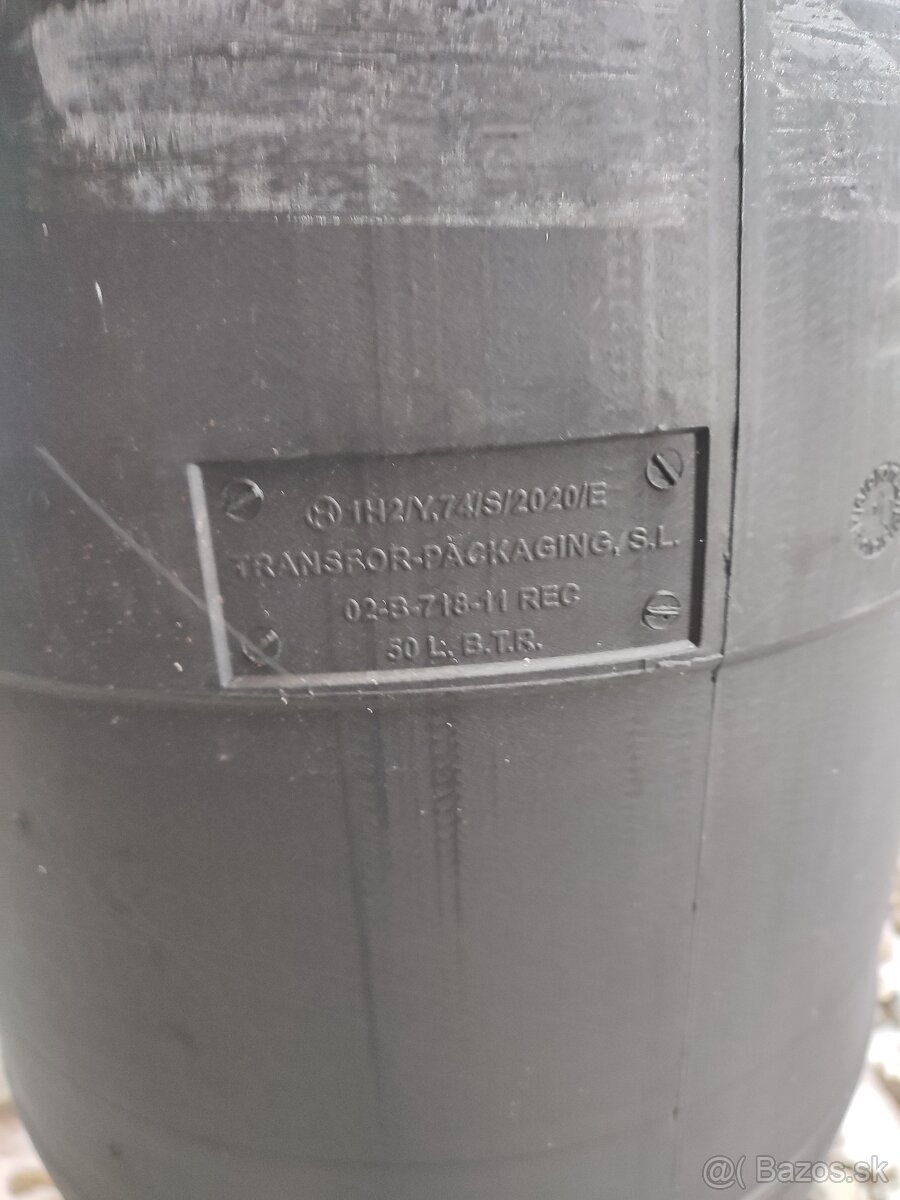 1H2/Y,74/S/2020/E
TRANSFOR-PACKAGING, S.L.
02-B-718-11 REC
50 L. B.T.R.
@( Bazos.sk